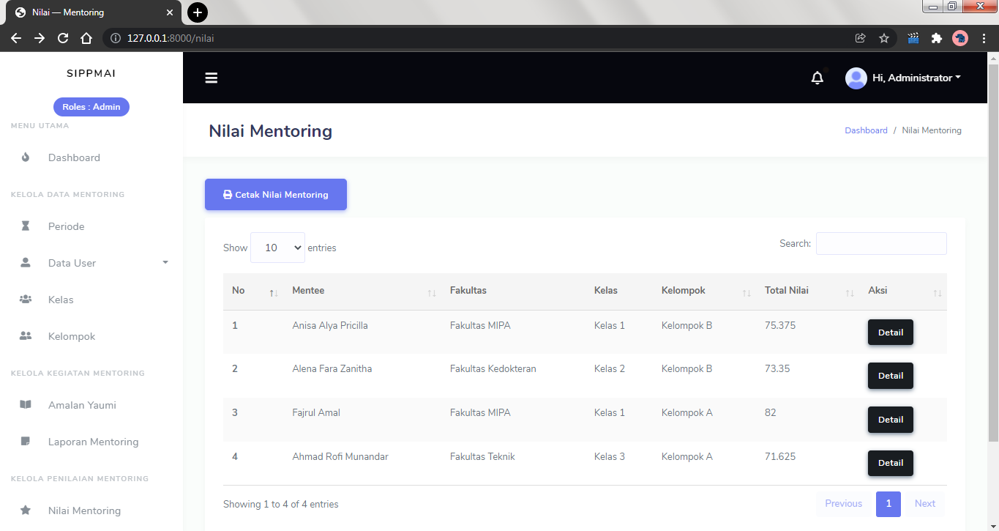 Nilai — Mentoring
127.0.0.1:8000/nilai
SIPPMAI
Roles : Admin
MENU UTAMA
Dashboard
KELOLA DATA MENTORING
Periode
Data User
Kelas
Kelompok
KELOLA KEGIATAN MENTORING
Amalan Yaumi
Laporan Mentoring
KELOLA PENILAIAN MENTORING
Nilai Mentoring
Hi, Administrator
Nilai Mentoring
Dashboard / Nilai Mentoring
Cetak Nilai Mentoring
Show 10 entries
Search:
No Mentee Fakultas Kelas Kelompok Total Nilai Aksi
1 Anisa Alya Pricilla Fakultas MIPA Kelas 1 Kelompok B 75.375 Detail
2 Alena Fara Zanitha Fakultas Kedokteran Kelas 2 Kelompok B 73.35 Detail
3 Fajrul Amal Fakultas MIPA Kelas 1 Kelompok A 82 Detail
4 Ahmad Rofi Munandar Fakultas Teknik Kelas 3 Kelompok A 71.625 Detail
Showing 1 to 4 of 4 entries
Previous 1 Next